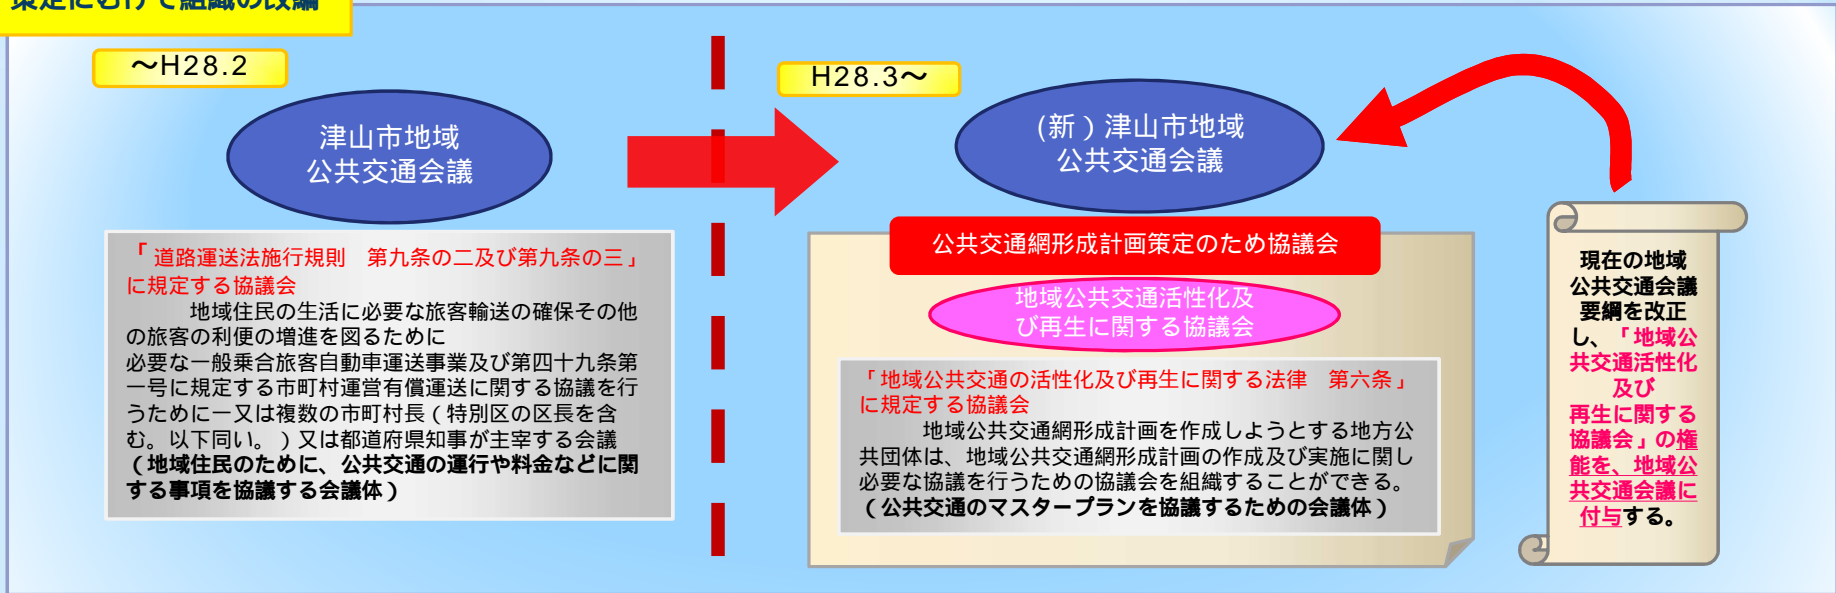 策定にむけて組織の改編
～H28.2
津山市地域
公共交通会議
「道路運送法施行規則　第九条の二及び第九条の三」
に規定する協議会
地域住民の生活に必要な旅客輸送の確保その他
の旅客の利便の増進を図るために
必要な一般乗合旅客自動車運送事業及び第四十九条第
一号に規定する市町村運営有償運送に関する協議を行
うために一又は複数の市町村長（特別区の区長を含
む。以下同い。）又は都道府県知事が主宰する会議
（地域住民のために、公共交通の運行や料金などに関
する事項を協議する会議体）
H28.3～
(新）津山市地域
公共交通会議
公共交通網形成計画策定のため協議会
地域公共交通活性化及
び再生に関する協議会
「地域公共交通の活性化及び再生に関する法律　第六条」
に規定する協議会
地域公共交通網形成計画を作成しようとする地方公
共団体は、地域公共交通網形成計画の作成及び実施に関し
必要な協議を行うための協議会を組織することができる。
（公共交通のマスタープランを協議するための会議体）
現在の地域
公共交通会議
要綱を改正
し、「地域公
共交通活性化
及び
再生に関する
協議会」の権
能を、地域公
共交通会議に
付与する。